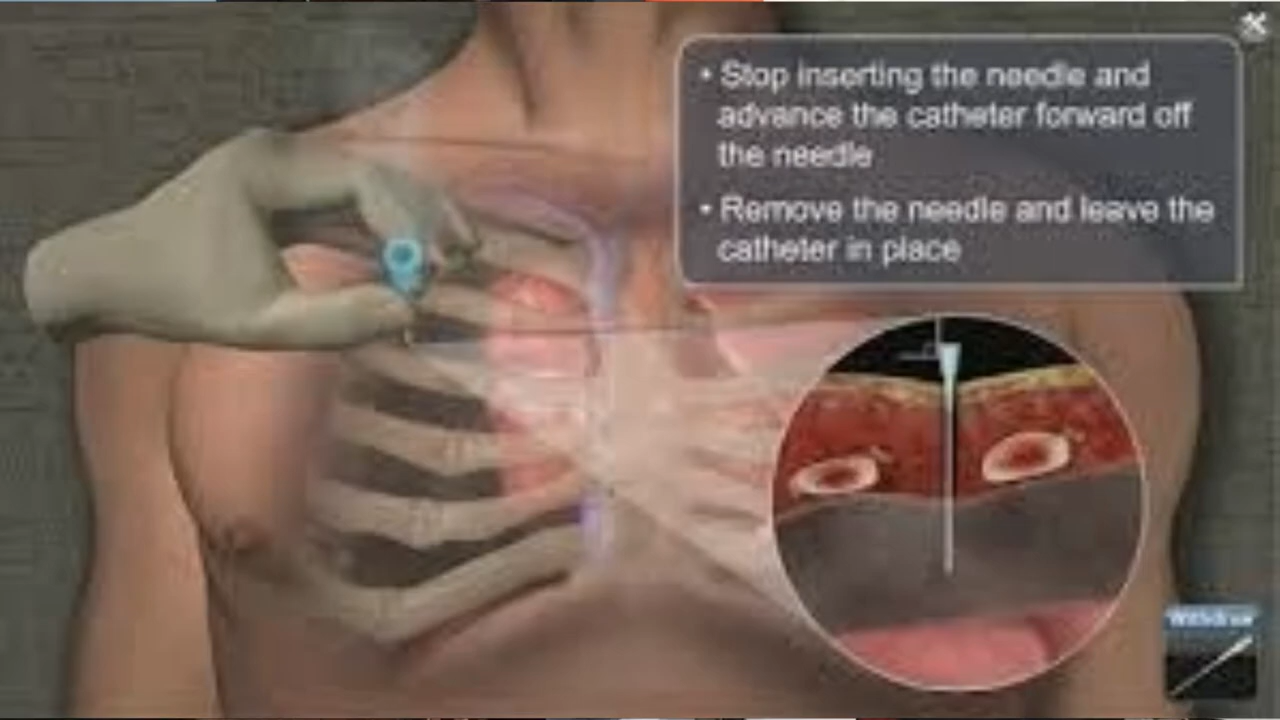 • Stop inserting the needle and
advance the catheter forward off
the needle
• Remove the needle and leave the
catheter in place
Withdraw